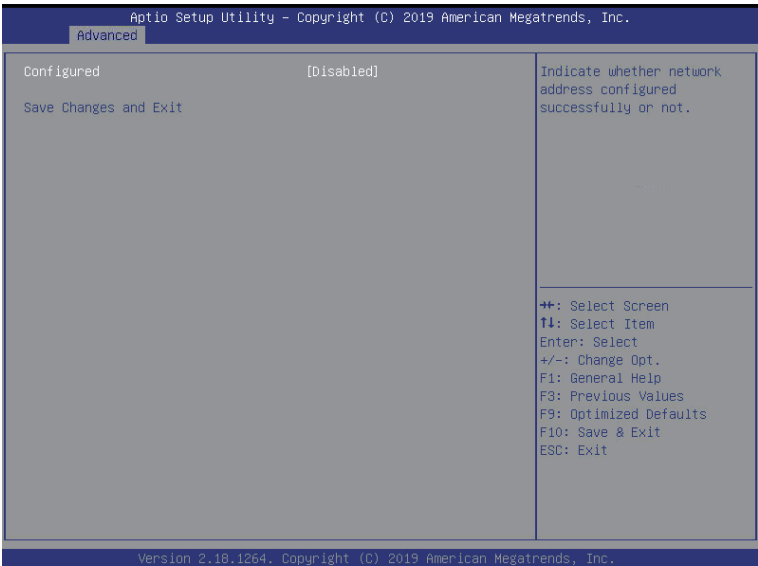 Aptio Setup Utility – Copyright (C) 2019 American Megatrends, Inc.
Advanced
Configured [Disabled]
Save Changes and Exit
Indicate whether network
address configured
successfully or not.
→←: Select Screen
↑↓: Select Item
Enter: Select
+/-: Change Opt.
F1: General Help
F3: Previous Values
F9: Optimized Defaults
F10: Save & Exit
ESC: Exit
Version 2.18.1264. Copyright (C) 2019 American Megatrends, Inc.